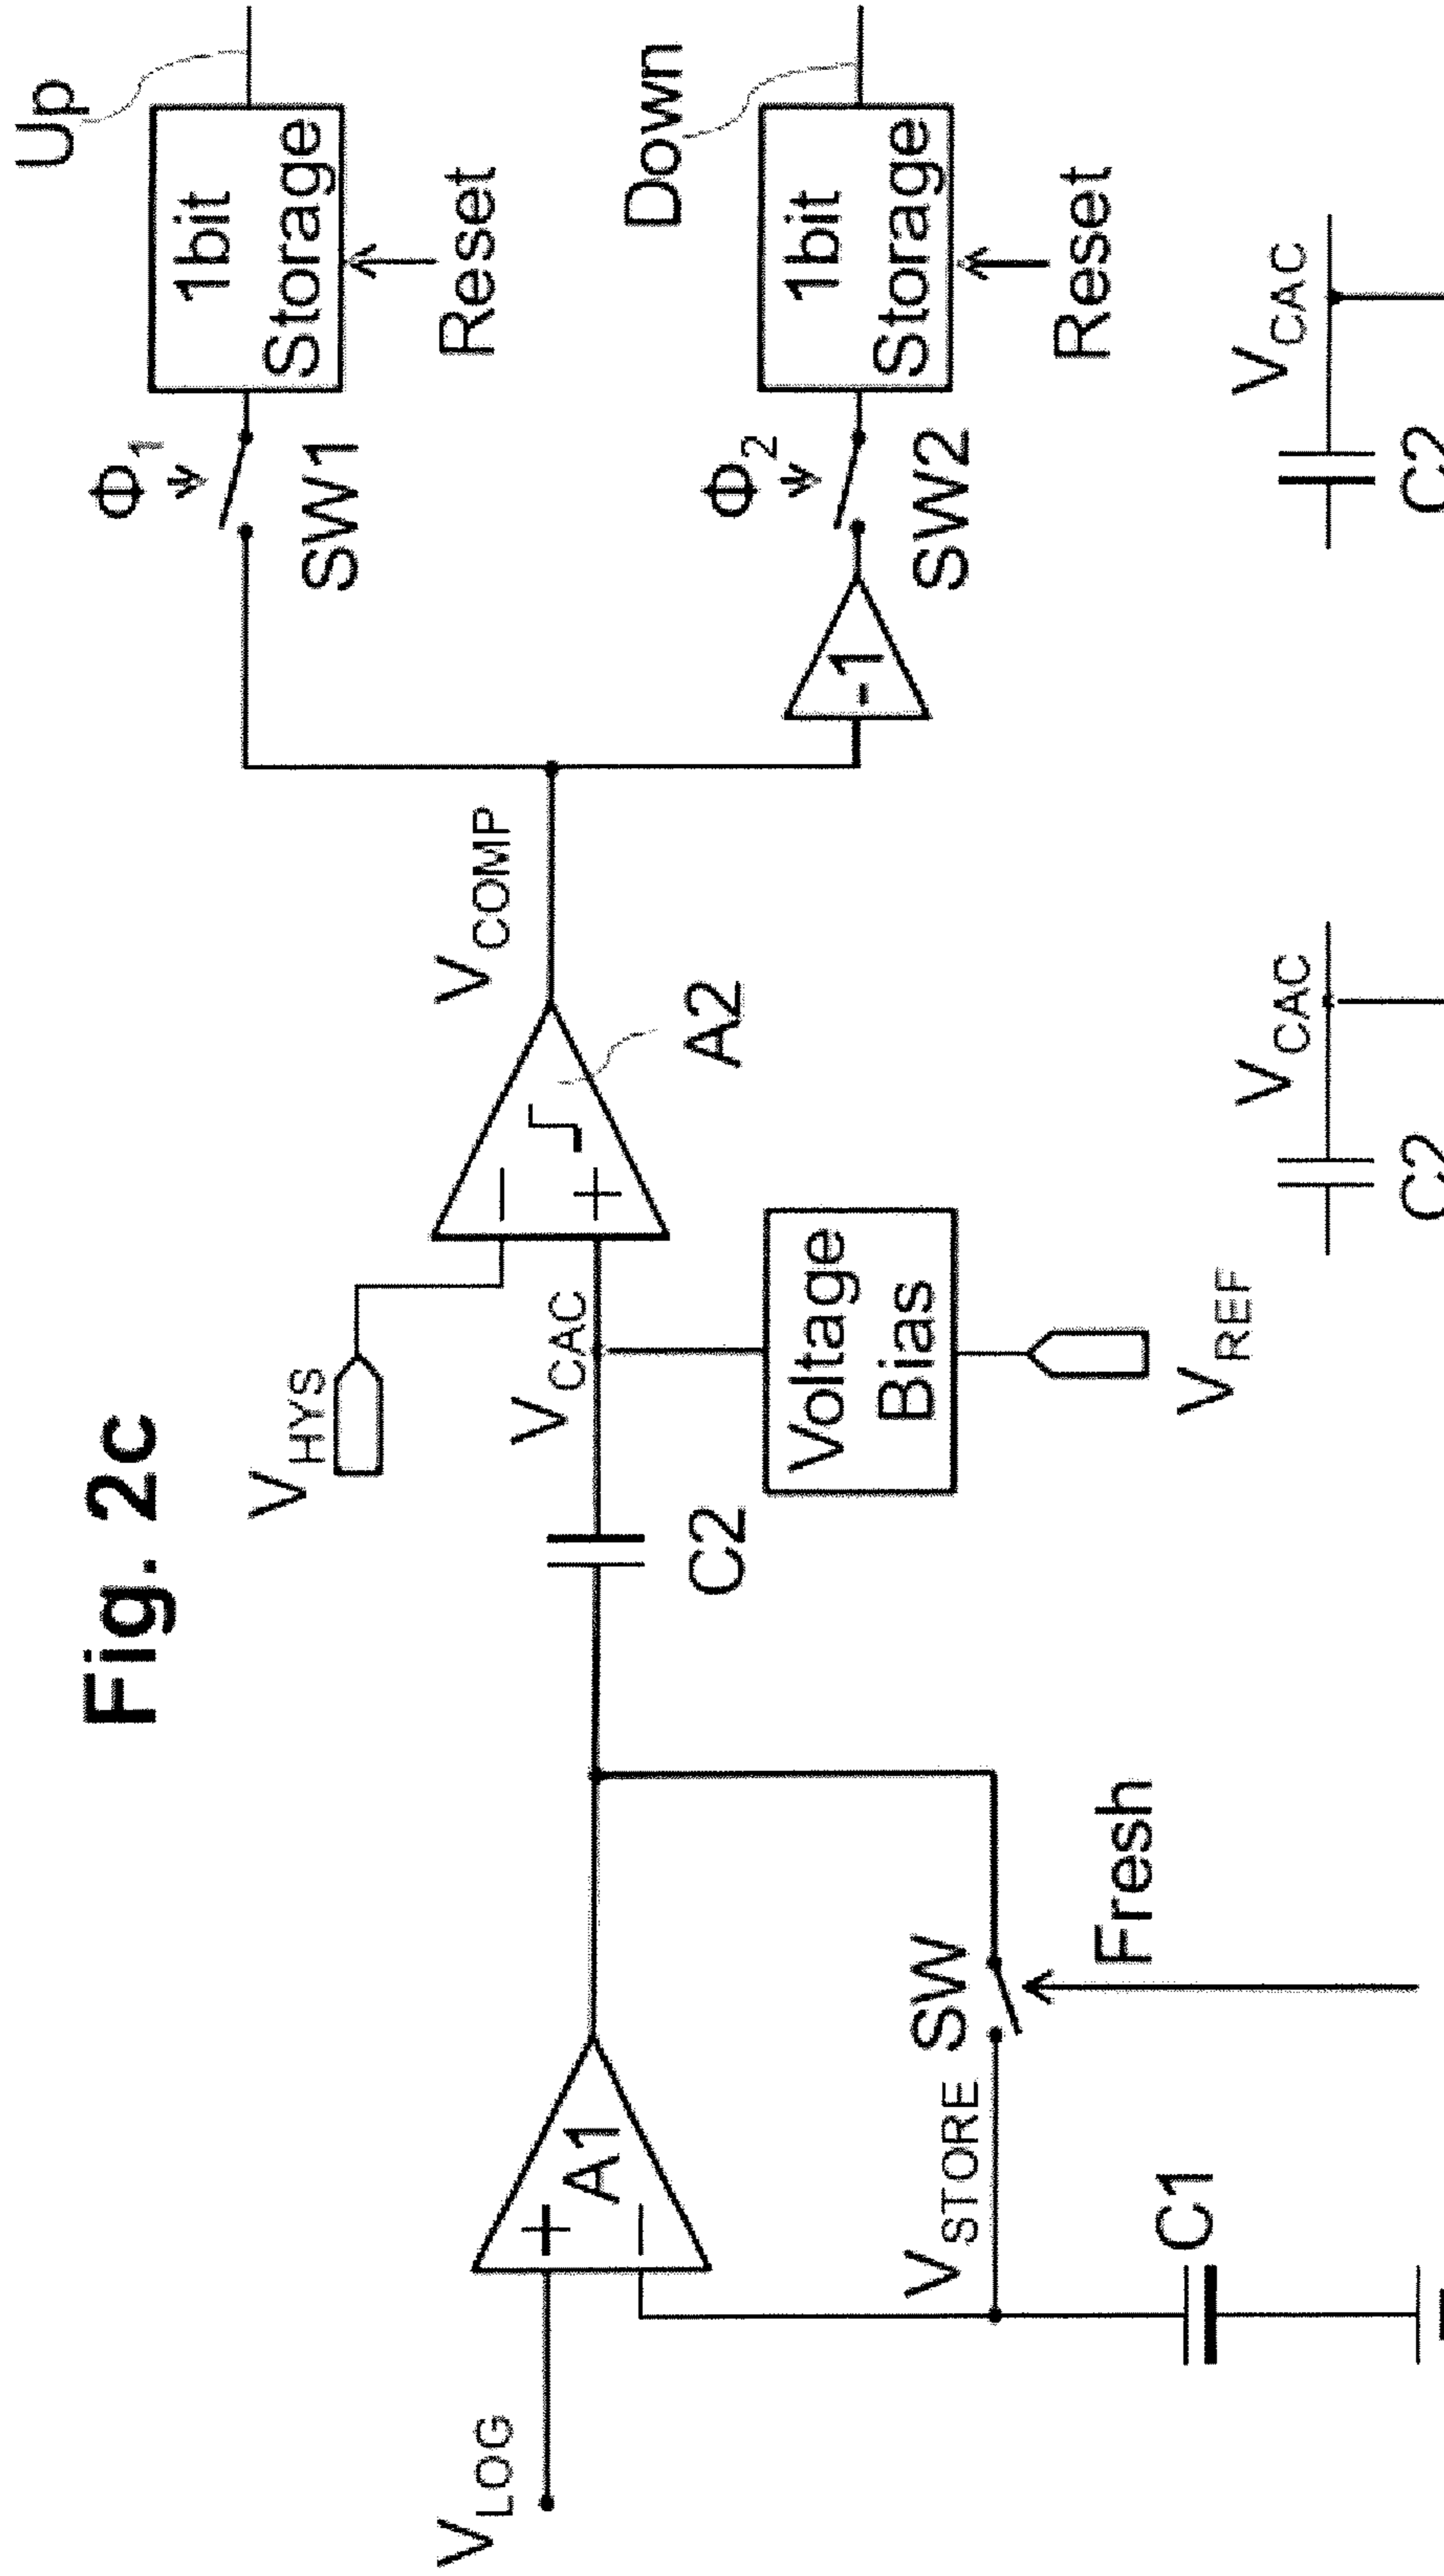 Fig. 2c
Up
1bit
Storage
Reset
Φ1
SW1
Down
1bit
Storage
Reset
Φ2
SW2
-1
VCOMP
A2
VHYS
VCAC
Voltage
Bias
VREF
C2
VLOG
A1
VSTORE
SW
Fresh
C1
VCAC
C2
VCAC
C2
+
−
−
+